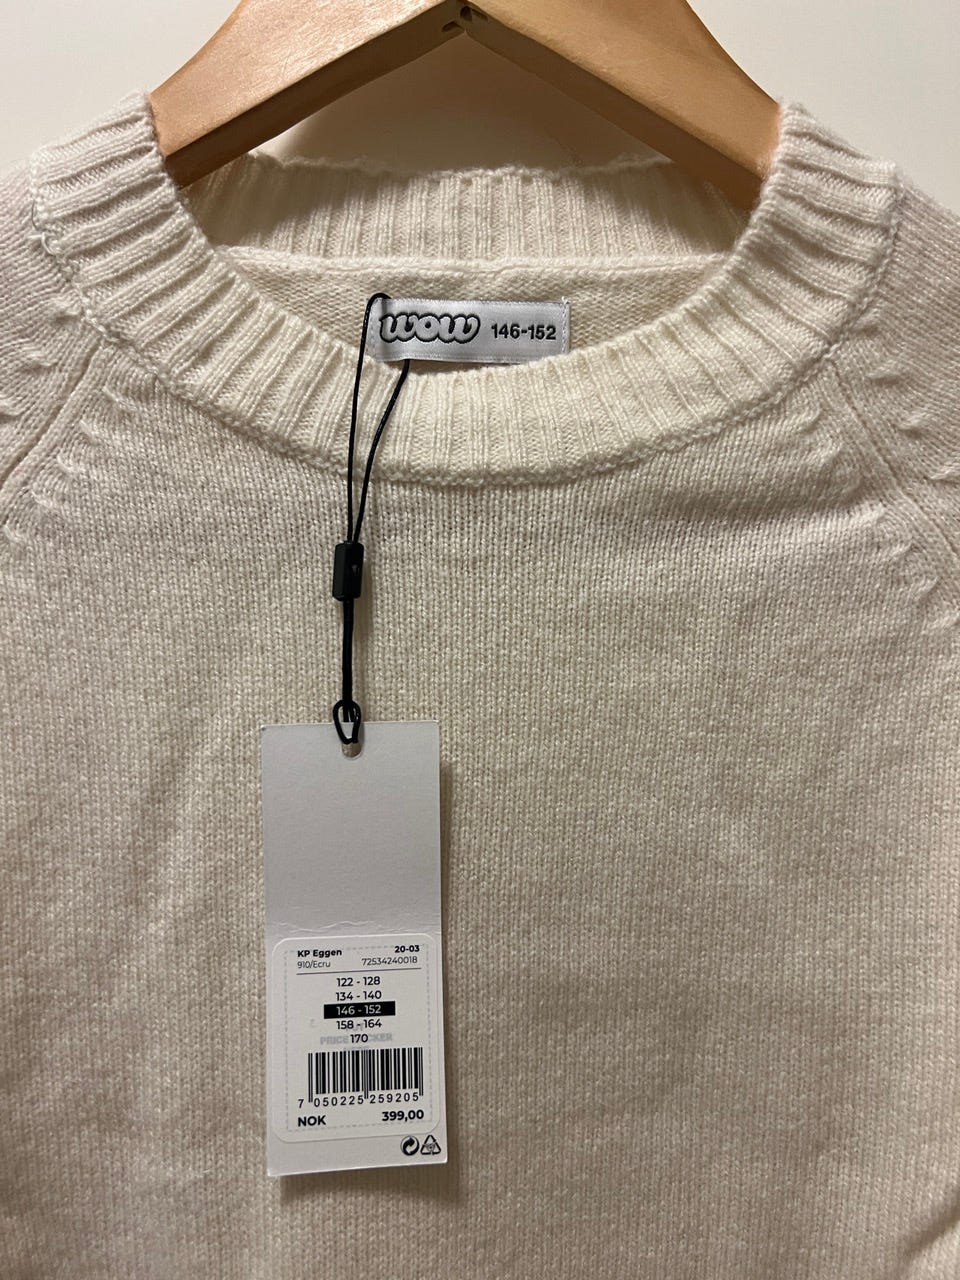 wow 146-152
KP Eggen 20-03
910/Ecru 72534240018
122 - 128
134 - 140
146 - 152
158 - 164
170
7 050225 259205
NOK 399,00